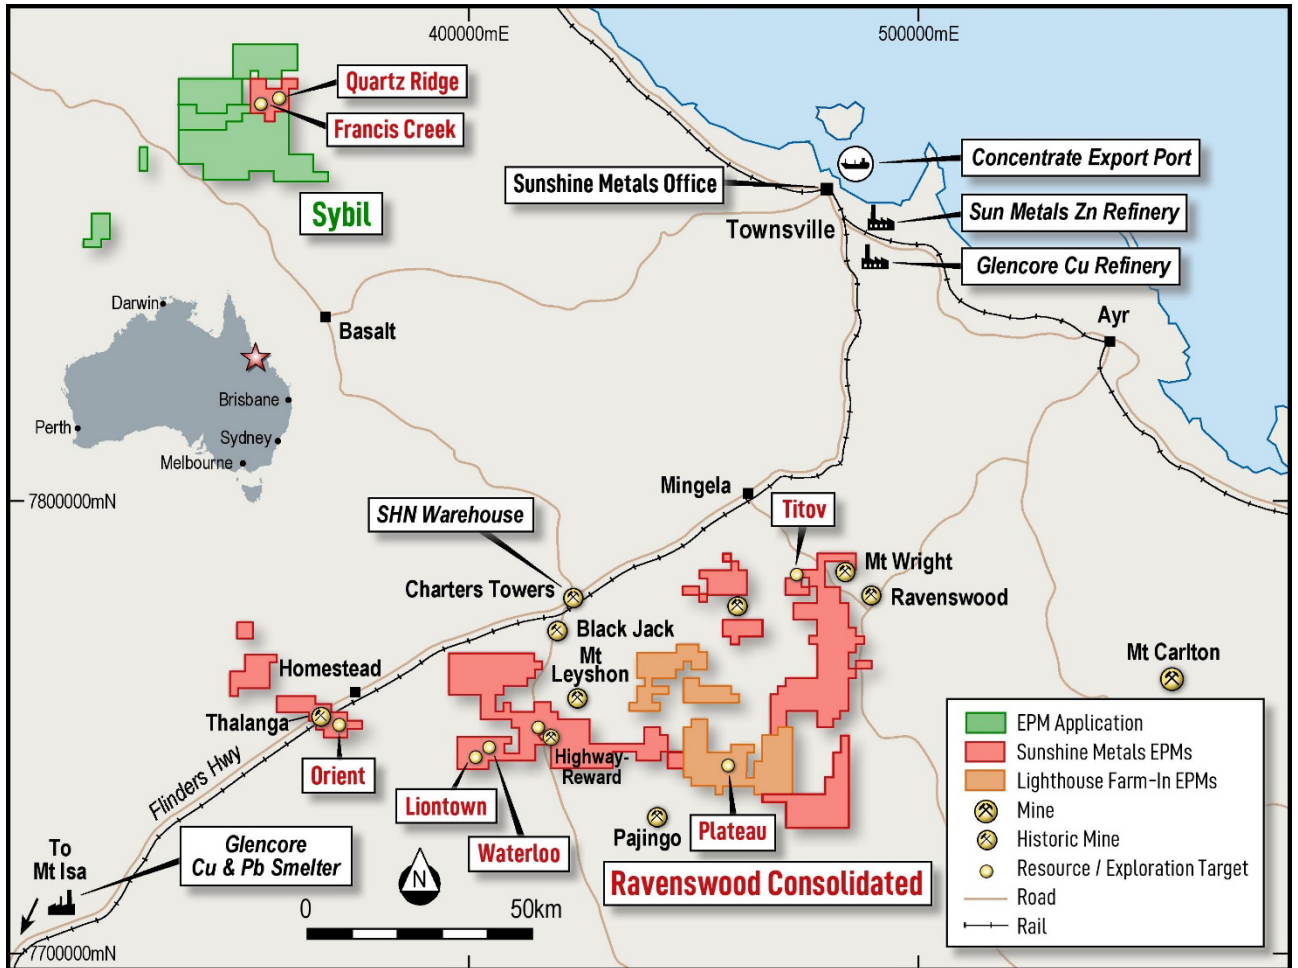 400000mE
500000mE
Quartz Ridge
Francis Creek
Sybil
Sunshine Metals Office
Townsville
Concentrate Export Port
Sun Metals Zn Refinery
Glencore Cu Refinery
Basalt
Ayr
Darwin
Brisbane
Perth
Sydney
Melbourne
7800000mN
Mingela
SHN Warehouse
Titov
Mt Wright
Charters Towers
Ravenswood
Black Jack
Mt
Leyshon
Homestead
Mt Carlton
Thalanga
Highway-
Reward
Orient
Flinders Hwy
Liontown
Waterloo
Pajingo
Plateau
Ravenswood Consolidated
To
Mt Isa
Glencore
Cu & Pb Smelter
N
0
50km
7700000mN
EPM Application
Sunshine Metals EPMs
Lighthouse Farm-In EPMs
Mine
Historic Mine
Resource / Exploration Target
Road
Rail